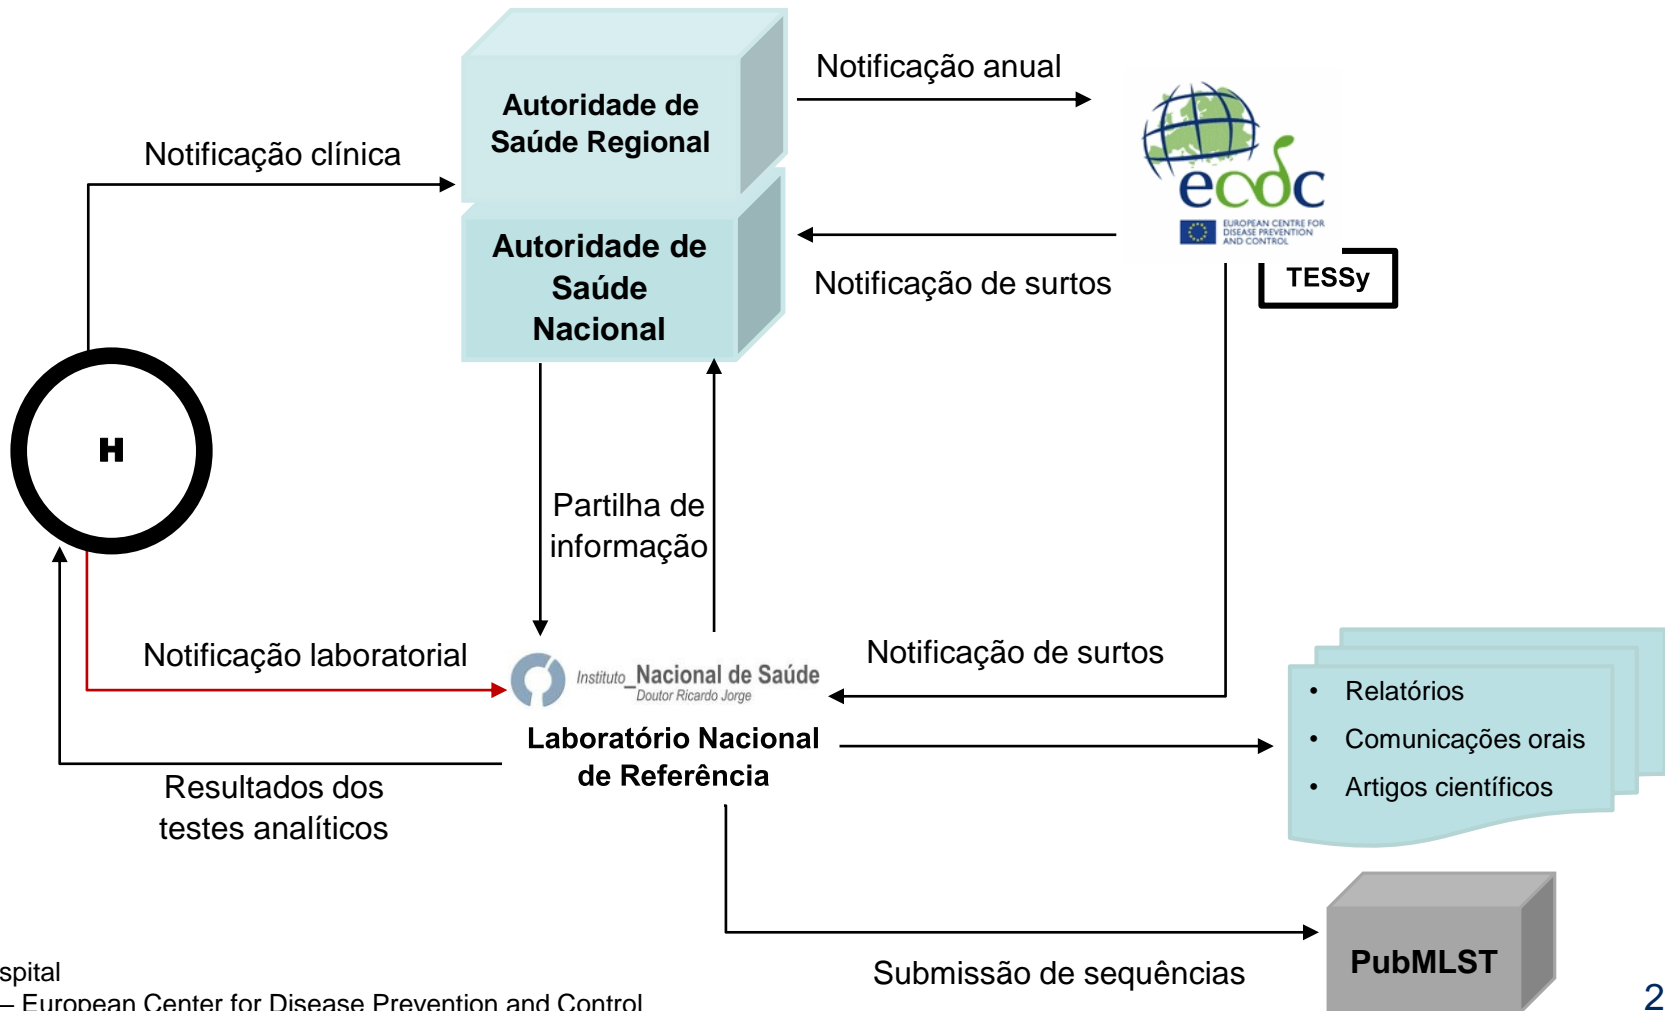 Notificação anual
Autoridade de
Saúde Regional
Notificação clínica
ecdc
EUROPEAN CENTRE FOR
DISEASE PREVENTION
AND CONTROL
Autoridade de
Saúde
Nacional
Notificação de surtos
TESSy
H
Partilha de
informação
Notificação laboratorial
Instituto_Nacional de Saúde
Doutor Ricardo Jorge
Notificação de surtos
Laboratório Nacional
de Referência
• Relatórios
• Comunicações orais
• Artigos científicos
Resultados dos
testes analíticos
PubMLST
Submissão de sequências
spital
– European Center for Disease Prevention and Control
2